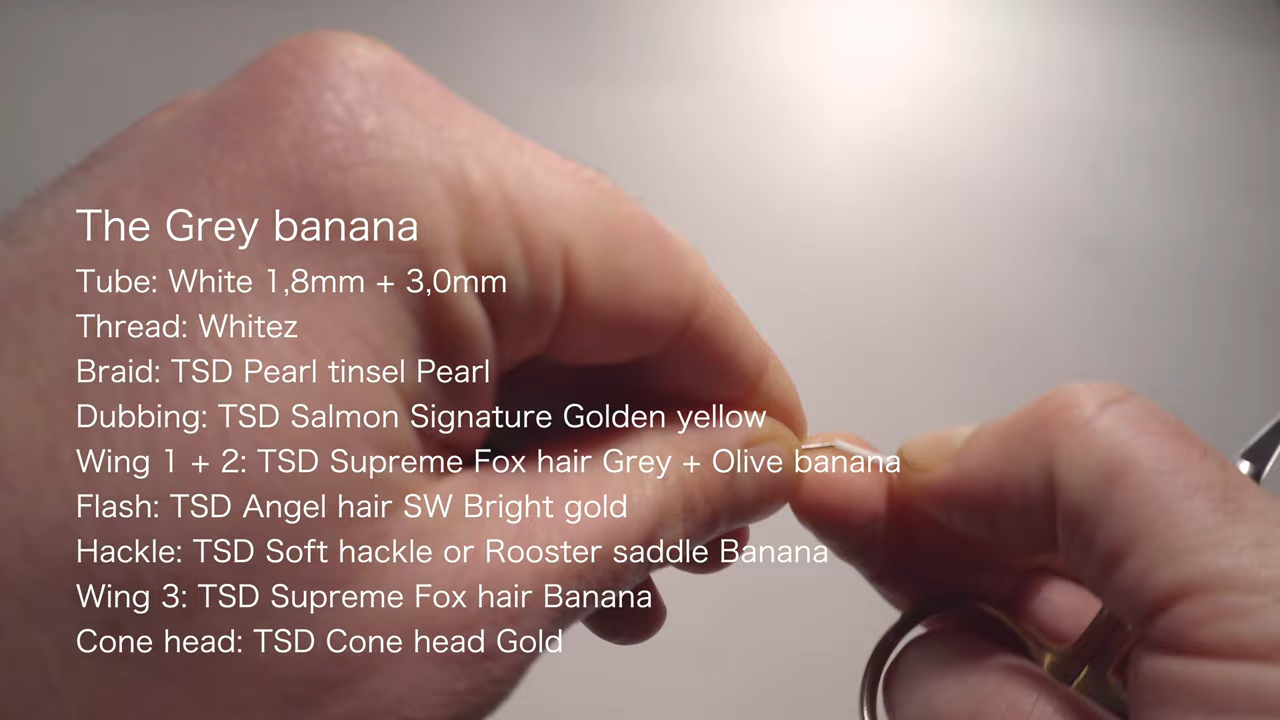 The Grey banana
Tube: White 1,8mm + 3,0mm
Thread: Whitez
Braid: TSD Pearl tinsel Pearl
Dubbing: TSD Salmon Signature Golden yellow
Wing 1 + 2: TSD Supreme Fox hair Grey + Olive banana
Flash: TSD Angel hair SW Bright gold
Hackle: TSD Soft hackle or Rooster saddle Banana
Wing 3: TSD Supreme Fox hair Banana
Cone head: TSD Cone head Gold